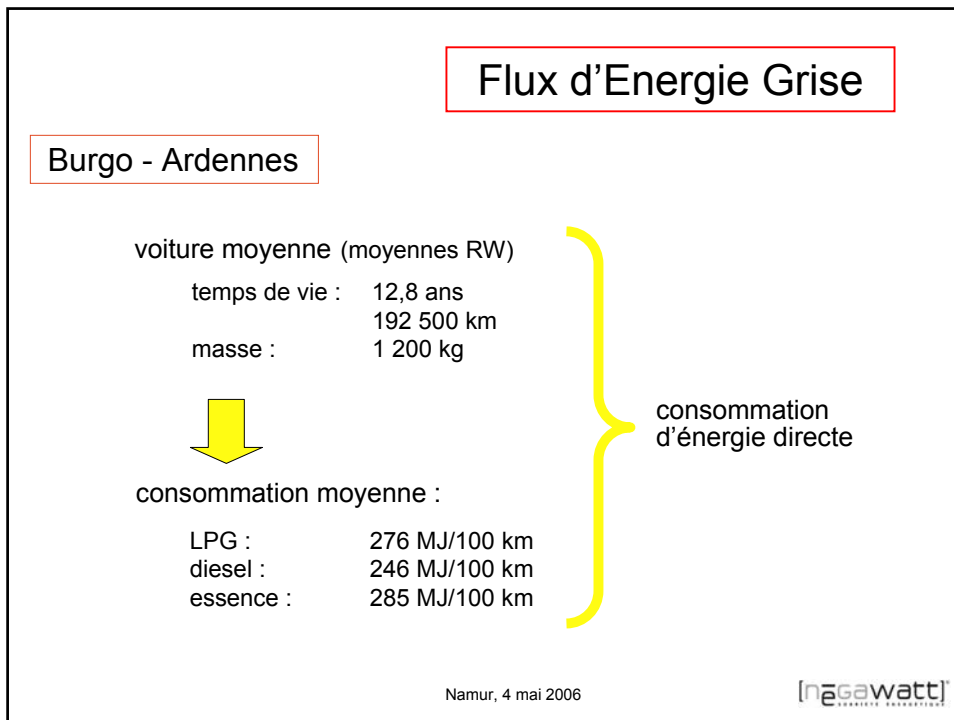 Flux d’Energie Grise
Burgo - Ardennes
voiture moyenne (moyennes RW)
temps de vie : 12,8 ans
192 500 km
masse : 1 200 kg
consommation
d’énergie directe
consommation moyenne :
LPG : 276 MJ/100 km
diesel : 246 MJ/100 km
essence : 285 MJ/100 km
Namur, 4 mai 2006
[nēgawatt]